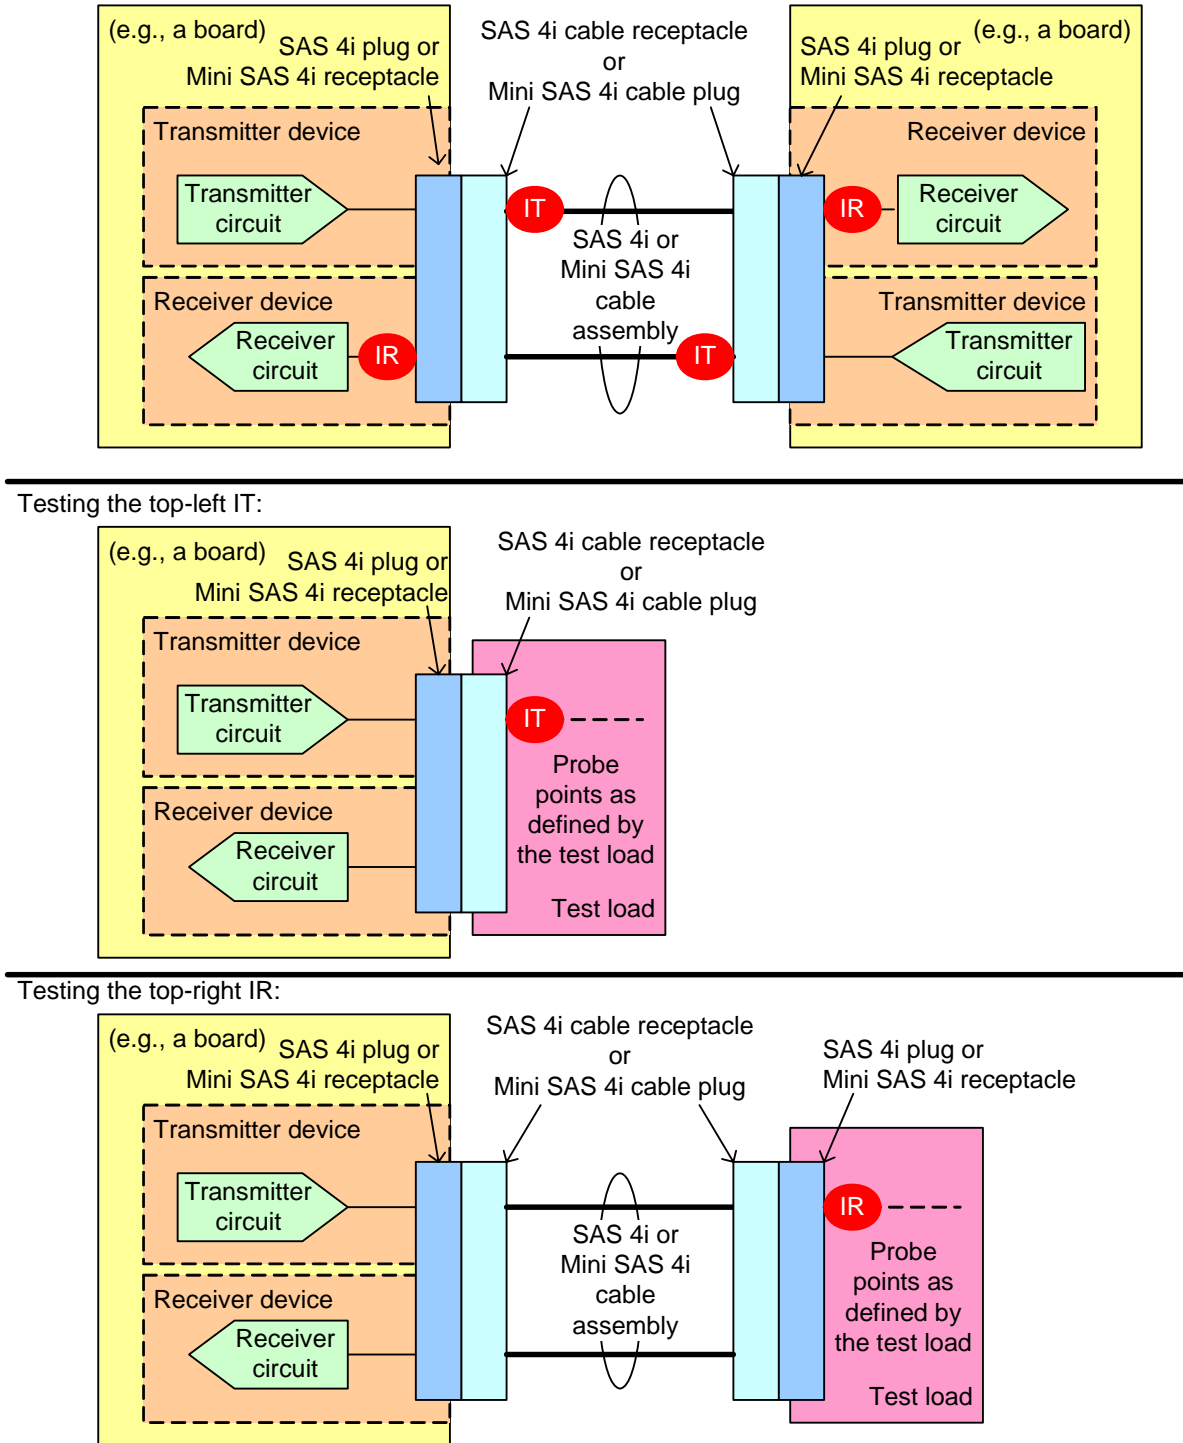 (e.g., a board)
SAS 4i plug or
Mini SAS 4i receptacle
SAS 4i cable receptacle
or
Mini SAS 4i cable plug
(e.g., a board)
SAS 4i plug or
Mini SAS 4i receptacle
Transmitter device
Transmitter
circuit
IT
Receiver device
IR
Receiver
circuit
SAS 4i or
Mini SAS 4i
cable
assembly
Receiver device
Receiver
circuit
IR
IT
Transmitter device
Transmitter
circuit
Testing the top-left IT:
(e.g., a board)
SAS 4i plug or
Mini SAS 4i receptacle
SAS 4i cable receptacle
or
Mini SAS 4i cable plug
Transmitter device
Transmitter
circuit
IT
Probe
points as
defined by
the test load
Test load
Receiver device
Receiver
circuit
Testing the top-right IR:
(e.g., a board)
SAS 4i plug or
Mini SAS 4i receptacle
SAS 4i cable receptacle
or
Mini SAS 4i cable plug
SAS 4i plug or
Mini SAS 4i receptacle
Transmitter device
Transmitter
circuit
SAS 4i or
Mini SAS 4i
cable
assembly
IR
Probe
points as
defined by
the test load
Test load
Receiver device
Receiver
circuit